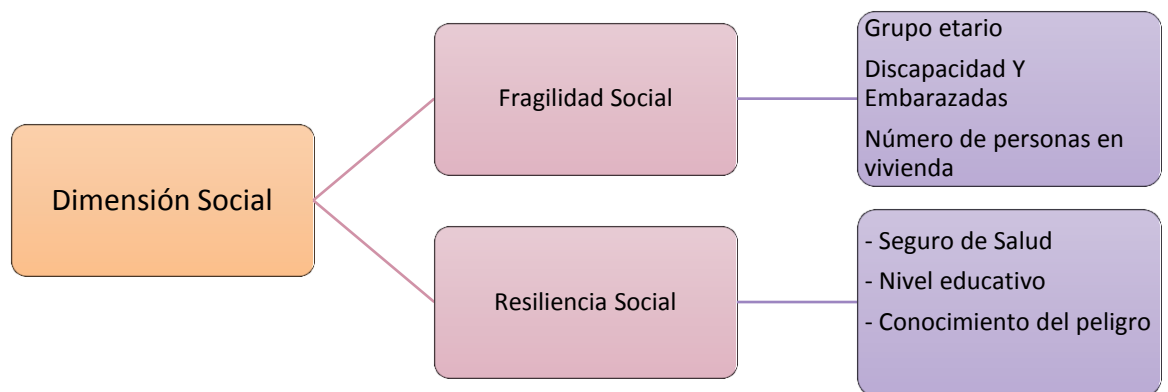 Dimensión Social
Fragilidad Social
Grupo etario
Discapacidad Y
Embarazadas
Número de personas en
vivienda
Resiliencia Social
- Seguro de Salud
- Nivel educativo
- Conocimiento del peligro